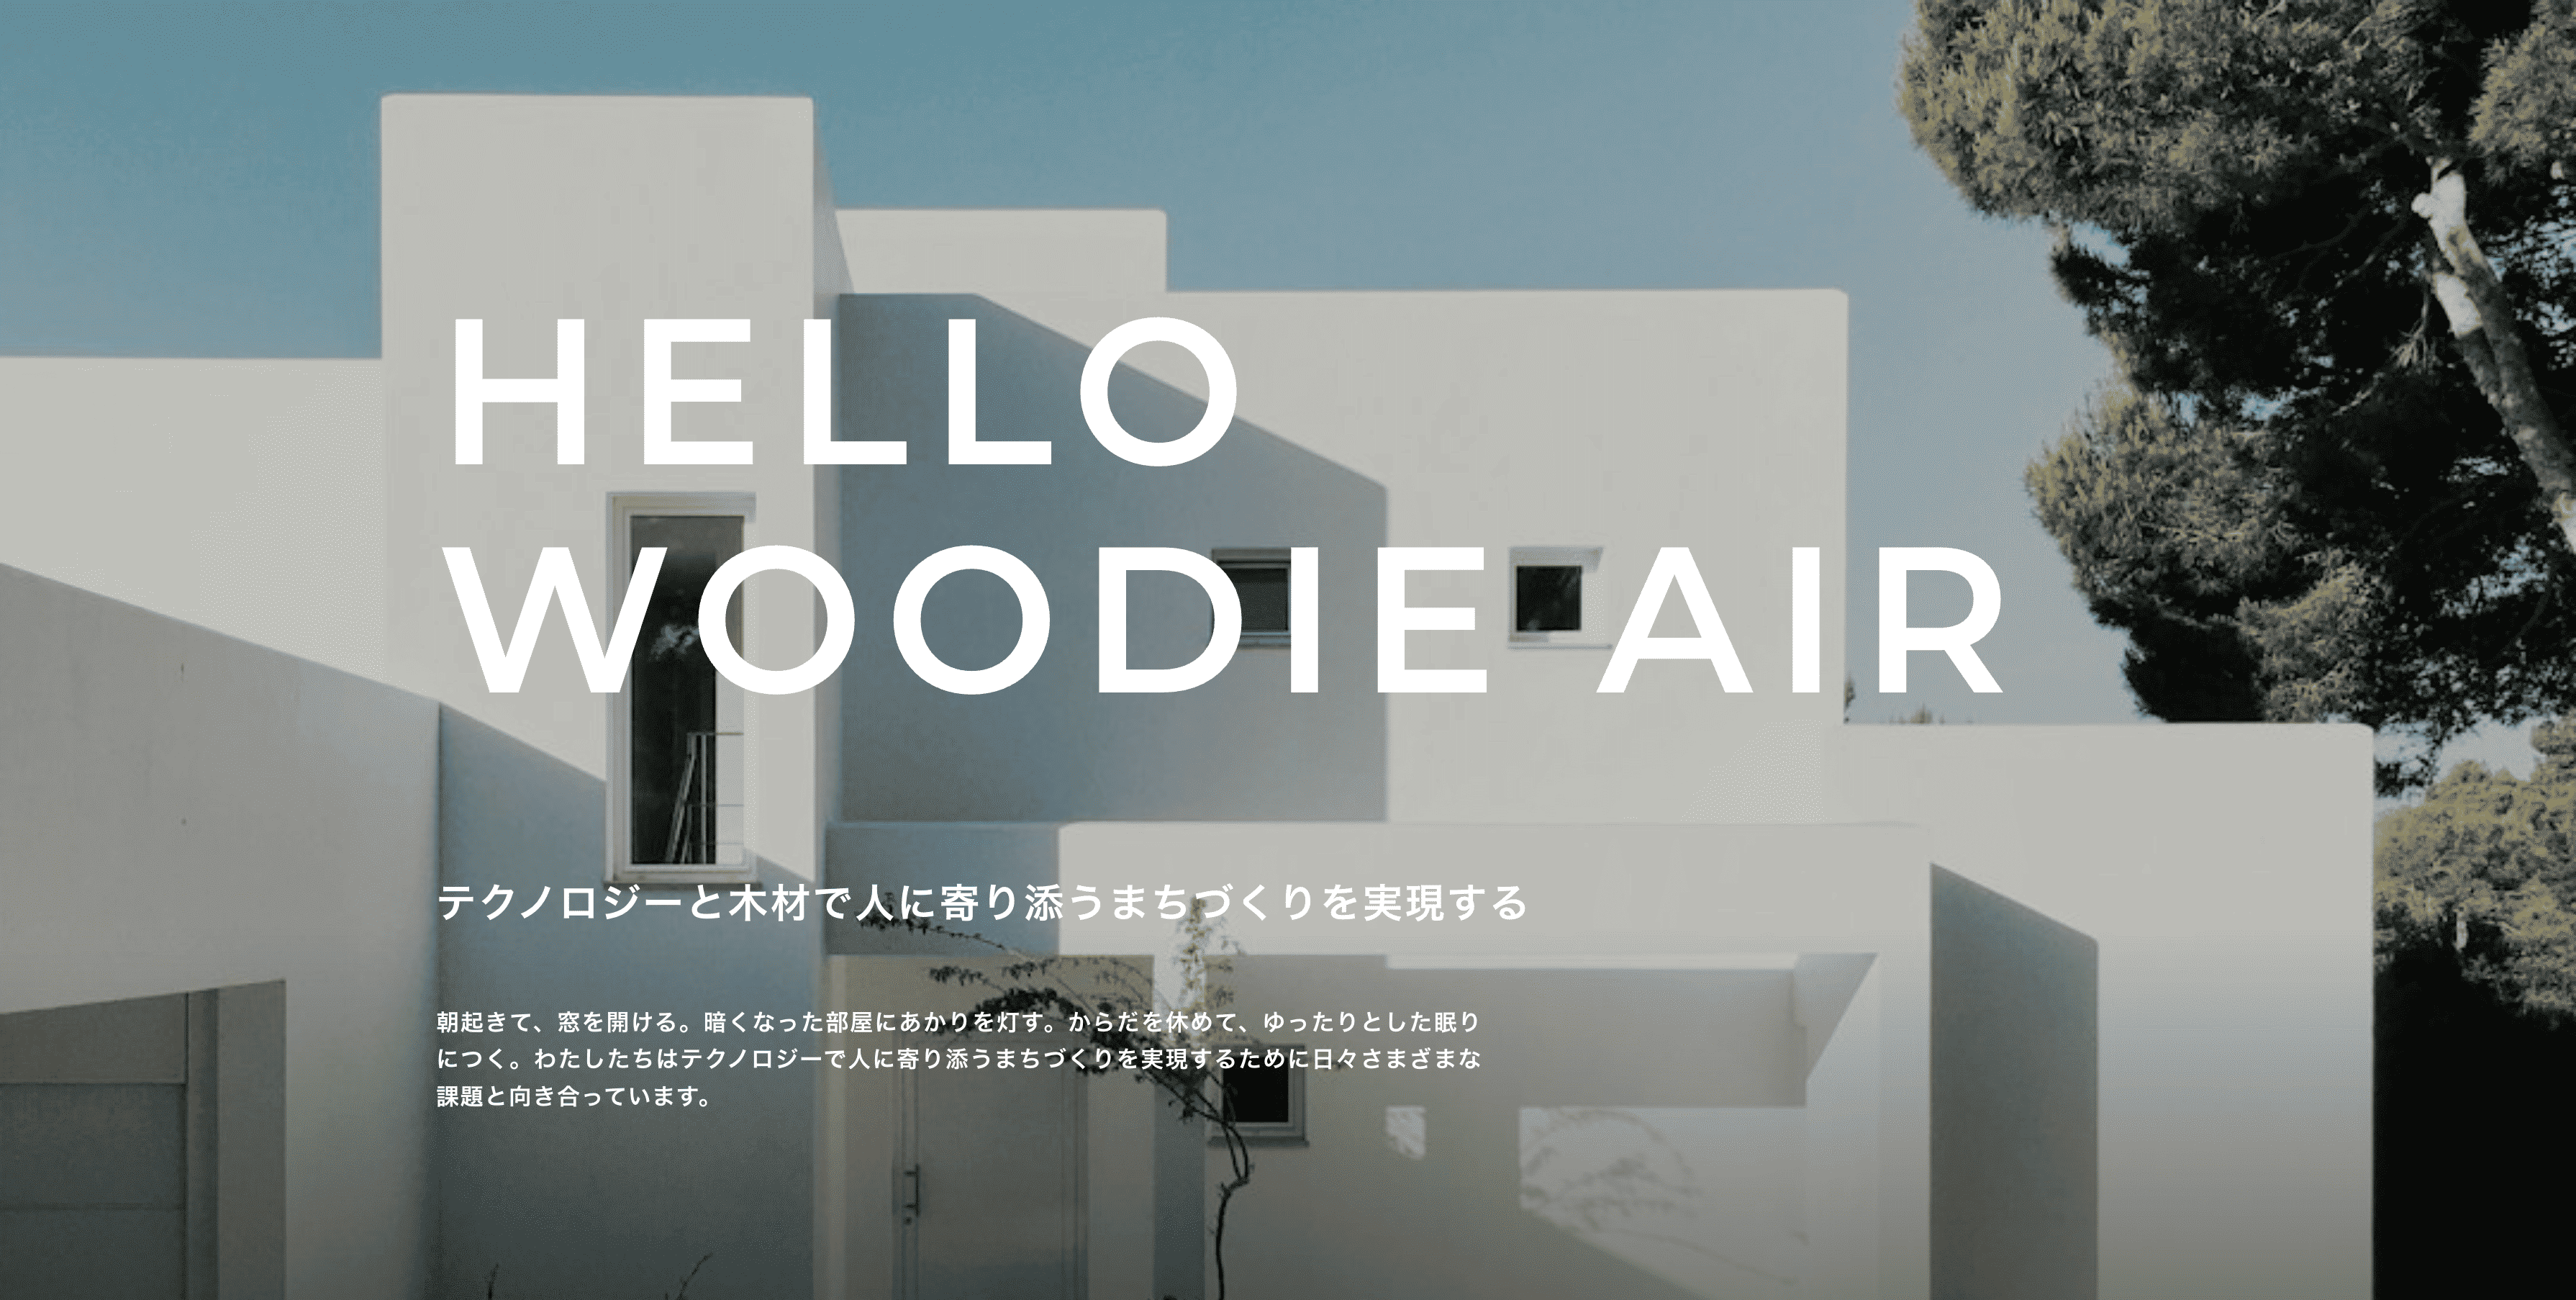 HELLO
WOODIE AIR
テクノロジーと木材で人に寄り添うまちづくりを実現する
朝起きて、窓を開ける。暗くなった部屋にあかりを灯す。からだを休めて、ゆったりとした眠り
につく。わたしたちはテクノロジーで人に寄り添うまちづくりを実現するために日々さまざまな
課題と向き合っています。